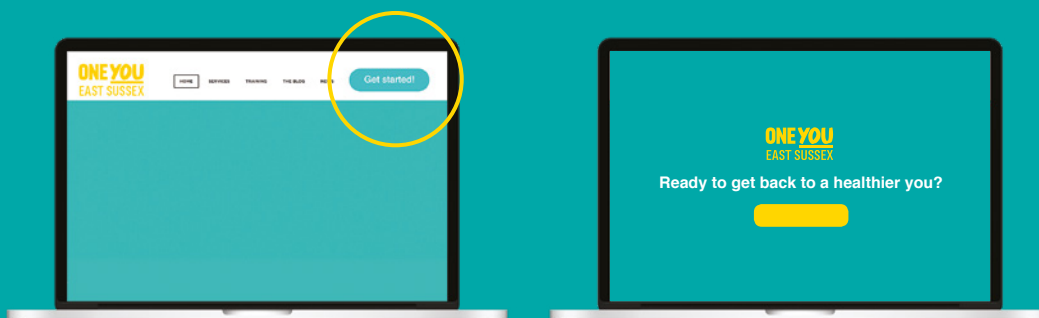 ONE YOU
EAST SUSSEX
HOME SERVICES TRAINING THE BLOG
Get started!
ONE YOU
EAST SUSSEX
Ready to get back to a healthier you?